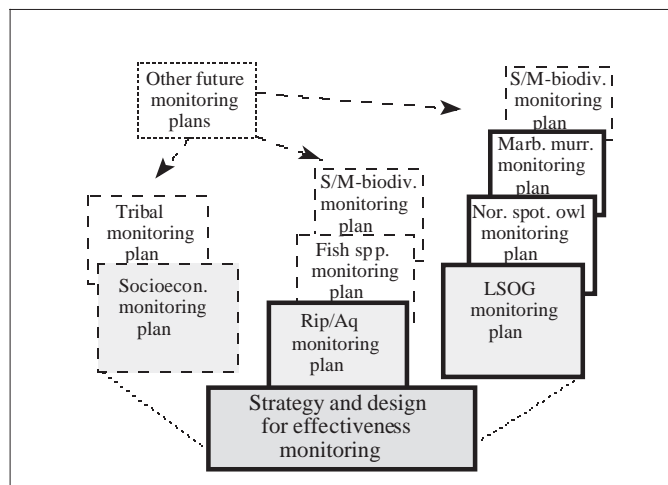 Other future
monitoring
plans
S/M-biodiv.
monitoring
plan
Marb. murr.
monitoring
plan
Nor. spot. owl
monitoring
plan
LSOG
monitoring
plan
S/M-biodiv.
monitoring
plan
Fish spp.
monitoring
plan
Rip/Aq
monitoring
plan
Tribal
monitoring
plan
Socioecon.
monitoring
plan
Strategy and design
for effectiveness
monitoring